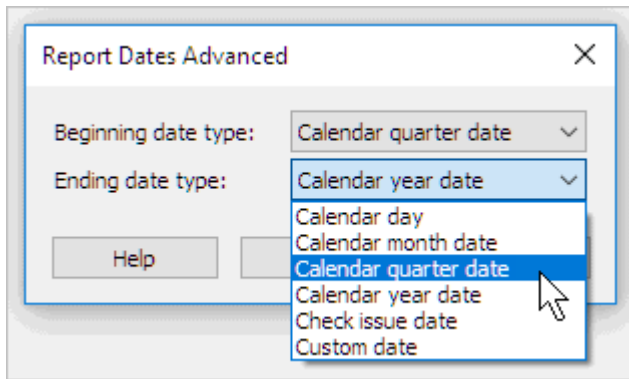 Report Dates Advanced
Beginning date type: Calendar quarter date
Ending date type: Calendar year date
Calendar day
Calendar month date
Help
Calendar quarter date
Calendar year date
Check issue date
Custom date